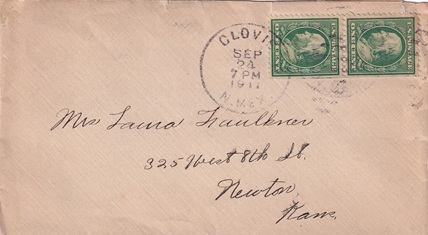 CLOVIS
SEP
24
7 PM
1911
N. MEX.
Mrs Laura Faulkner
325 West 8th St.
Newton,
Kans.